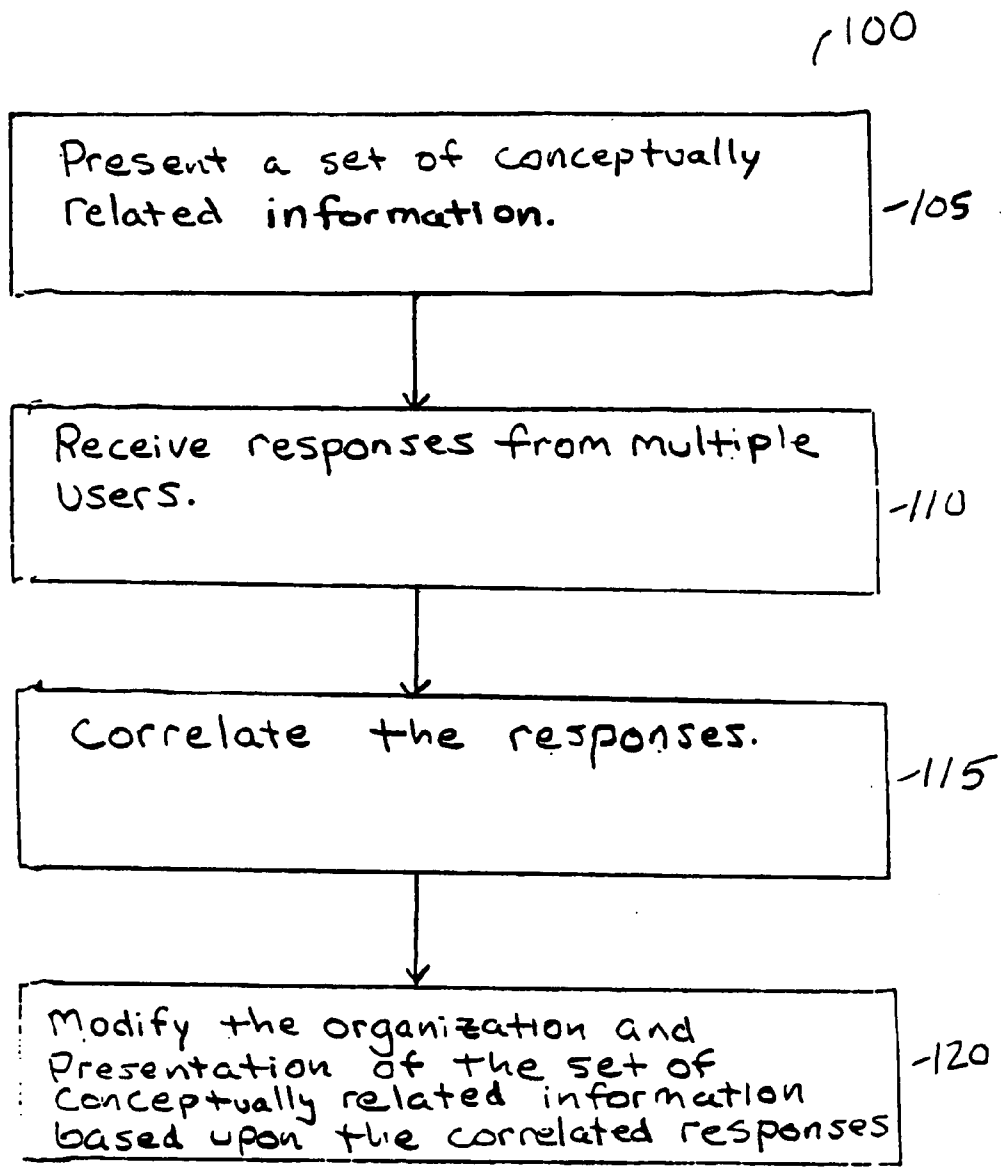 100
Present a set of conceptually
related information.
105
Receive responses from multiple
users.
110
Correlate the responses.
115
Modify the organization and
Presentation of the set of
conceptually related information
based upon the correlated responses
120